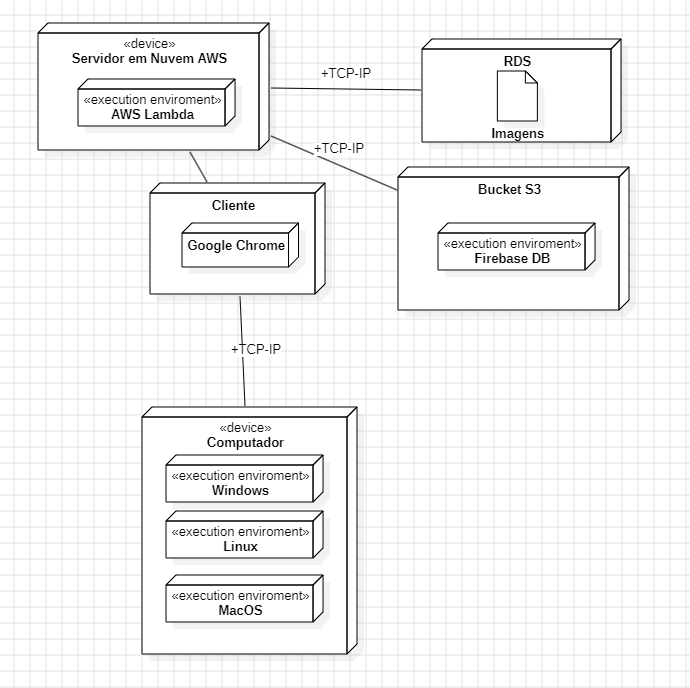 «device»
Servidor em Nuvem AWS
«execution enviroment»
AWS Lambda
+TCP-IP
RDS
Imagens
+TCP-IP
Bucket S3
«execution enviroment»
Firebase DB
Cliente
Google Chrome
+TCP-IP
«device»
Computador
«execution enviroment»
Windows
«execution enviroment»
Linux
«execution enviroment»
MacOS